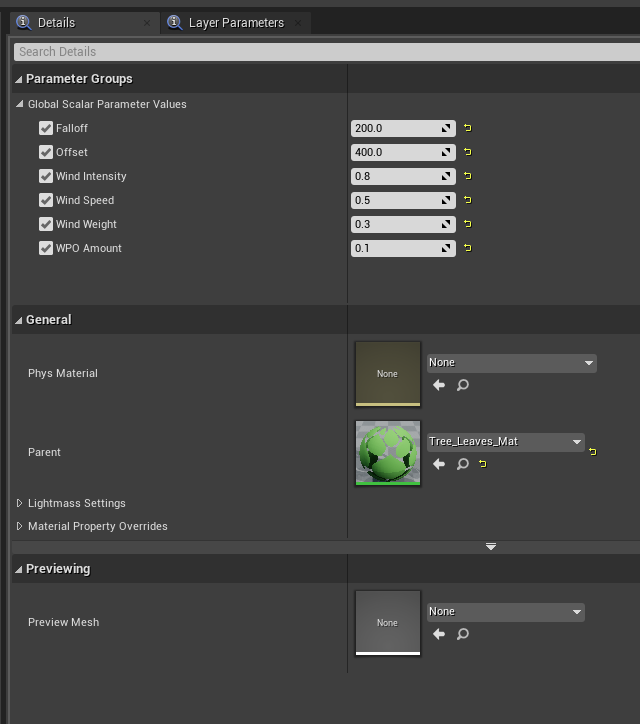 Details
Layer Parameters
Search Details
Parameter Groups
Global Scalar Parameter Values
Falloff 200.0
Offset 400.0
Wind Intensity 0.8
Wind Speed 0.5
Wind Weight 0.3
WPO Amount 0.1
General
Phys Material None None
Parent Tree_Leaves_Mat
Lightmass Settings
Material Property Overrides
Previewing
Preview Mesh None None